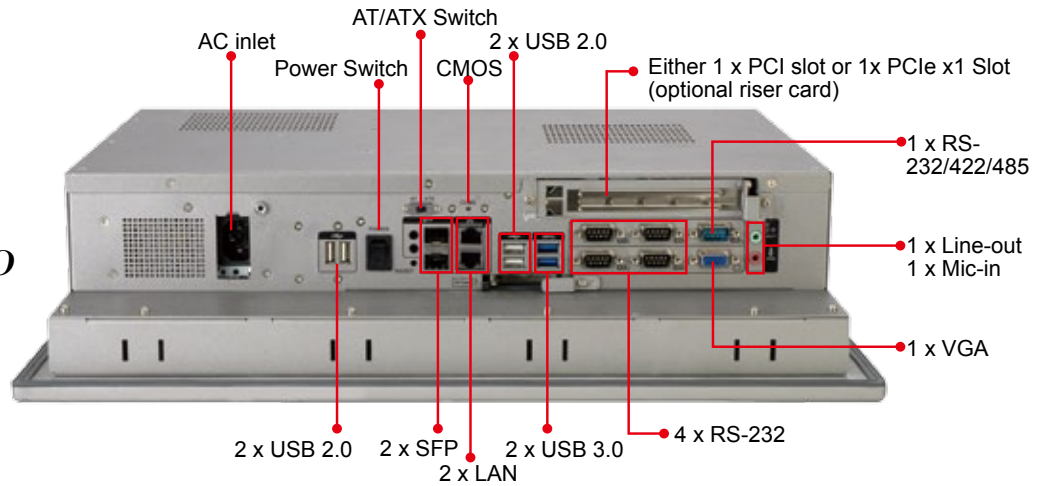 AT/ATX Switch
AC inlet
2 x USB 2.0
Power Switch
CMOS
Either 1 x PCI slot or 1x PCIe x1 Slot
(optional riser card)
1 x RS-
232/422/485
O
1 x Line-out
1 x Mic-in
1 x VGA
4 x RS-232
2 x USB 2.0
2 x SFP
2 x USB 3.0
2 x LAN